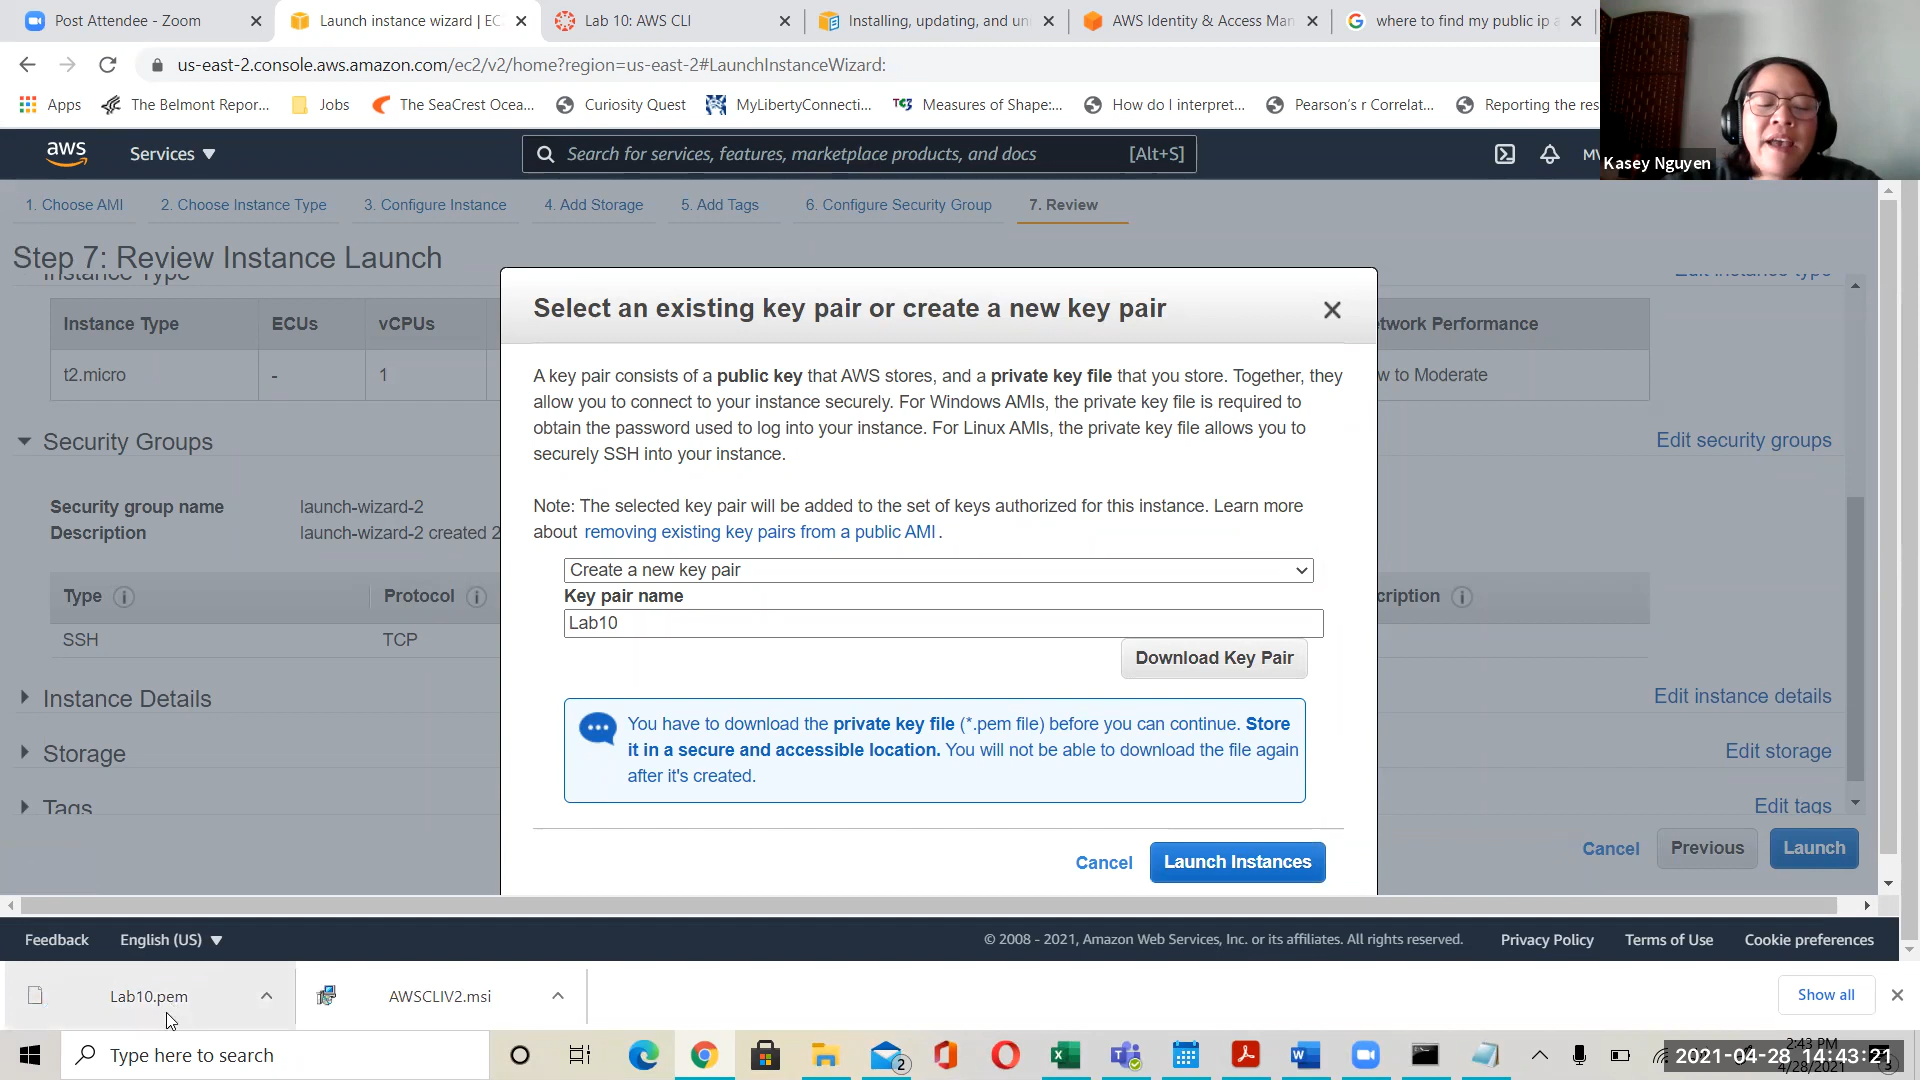 Post Attendee - Zoom
Launch instance wizard | EC
Lab 10: AWS CLI
Installing, updating, and un
AWS Identity & Access Man
where to find my public ip a
us-east-2.console.aws.amazon.com/ec2/v2/home?region=us-east-2#LaunchInstanceWizard:
Apps
The Belmont Repor...
Jobs
The SeaCrest Ocea...
Curiosity Quest
MyLibertyConnecti...
Measures of Shape:...
How do I interpret...
Pearson's r Correlat...
Reporting the res
aws
Services
Search for services, features, marketplace products, and docs
[Alt+S]
Kasey Nguyen
1. Choose AMI
2. Choose Instance Type
3. Configure Instance
4. Add Storage
5. Add Tags
6. Configure Security Group
7. Review
Step 7: Review Instance Launch
Instance Type
Edit instance type
Instance Type
ECUs
vCPUs
twork Performance
t2.micro
-
1
w to Moderate
Security Groups
Edit security groups
Security group name
launch-wizard-2
Description
launch-wizard-2 created 2
Type
Protocol
cription
SSH
TCP
Instance Details
Edit instance details
Storage
Edit storage
Tags
Edit tags
Cancel
Previous
Launch
Select an existing key pair or create a new key pair
A key pair consists of a public key that AWS stores, and a private key file that you store. Together, they
allow you to connect to your instance securely. For Windows AMIs, the private key file is required to
obtain the password used to log into your instance. For Linux AMIs, the private key file allows you to
securely SSH into your instance.
Note: The selected key pair will be added to the set of keys authorized for this instance. Learn more
about removing existing key pairs from a public AMI.
Create a new key pair
Key pair name
Lab10
Download Key Pair
You have to download the private key file (*.pem file) before you can continue. Store
it in a secure and accessible location. You will not be able to download the file again
after it's created.
Cancel
Launch Instances
Feedback
English (US)
© 2008 - 2021, Amazon Web Services, Inc. or its affiliates. All rights reserved.
Privacy Policy
Terms of Use
Cookie preferences
Lab10.pem
AWSCLIV2.msi
Show all
Type here to search
2
2:43 PM
2021-04-28 14:43:21
4/28/2021
3